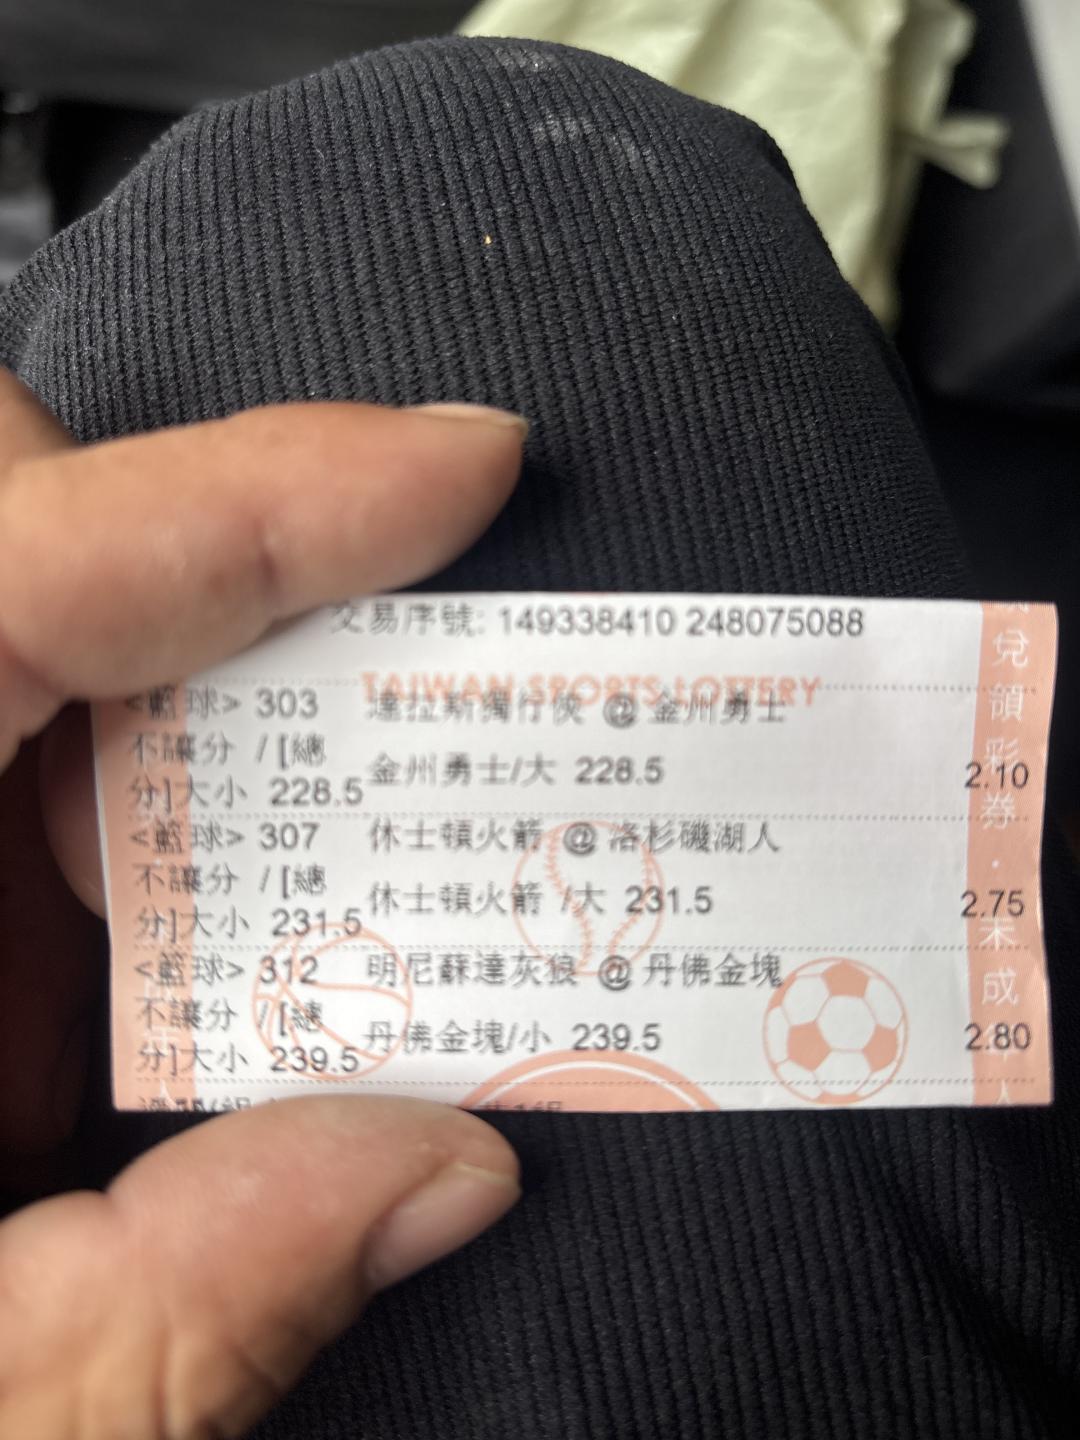 交易序號: 149338410 248075088
TAIWAN SPORTS LOTTERY
<籃球> 303 達拉斯獨行俠 @ 金州勇士
不讓分 / [總
分]大小 228.5 金州勇士/大 228.5 2.10
<籃球> 307 休士頓火箭 @ 洛杉磯湖人
不讓分 / [總
分]大小 231.5 休士頓火箭 /大 231.5 2.75
<籃球> 312 明尼蘇達灰狼 @ 丹佛金塊
不讓分 / [總
分]大小 239.5 丹佛金塊/小 239.5 2.80
兌領彩券．未成年人